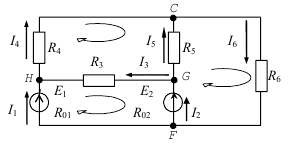 C
I4 R4 I5 R5 I6
R3 I3 R6
H G
E1 E2
I1 R01 R02 I2
F